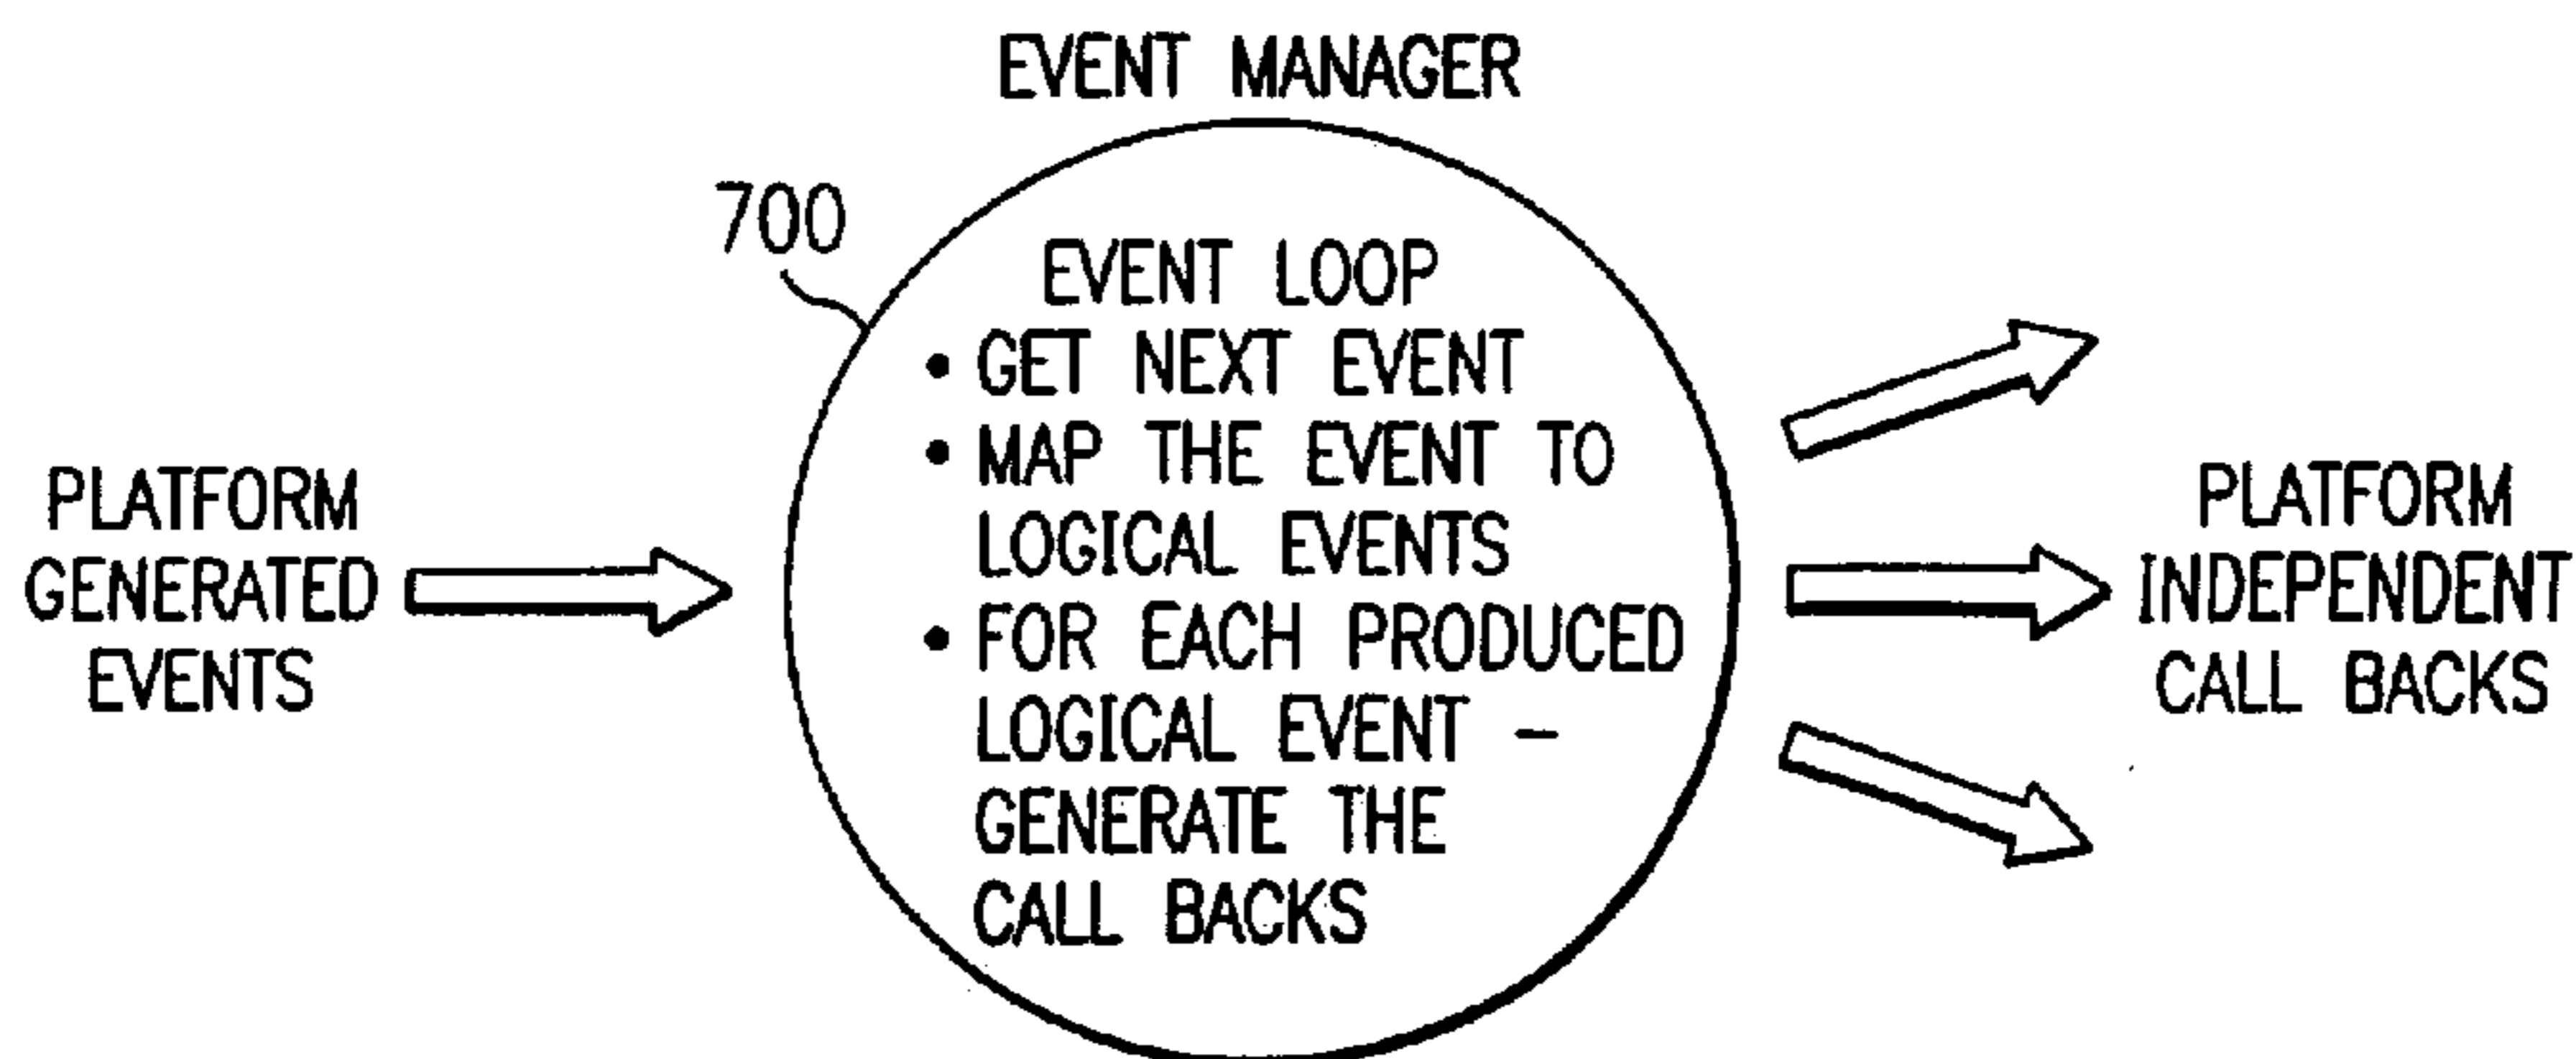 EVENT MANAGER
700
EVENT LOOP
• GET NEXT EVENT
• MAP THE EVENT TO
LOGICAL EVENTS
• FOR EACH PRODUCED
LOGICAL EVENT –
GENERATE THE
CALL BACKS
PLATFORM
GENERATED
EVENTS
PLATFORM
INDEPENDENT
CALL BACKS